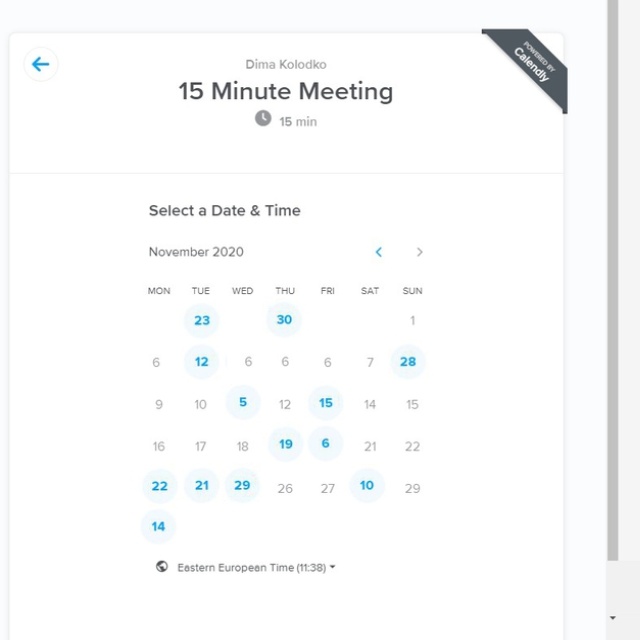 POWERED BY
Calendly
Dima Kolodko
15 Minute Meeting
15 min
Select a Date & Time
November 2020
MON TUE WED THU FRI SAT SUN
23 30 1
6 12 6 6 6 7 28
9 10 5 12 15 14 15
16 17 18 19 6 21 22
22 21 29 26 27 10 29
14
Eastern European Time (11:38)